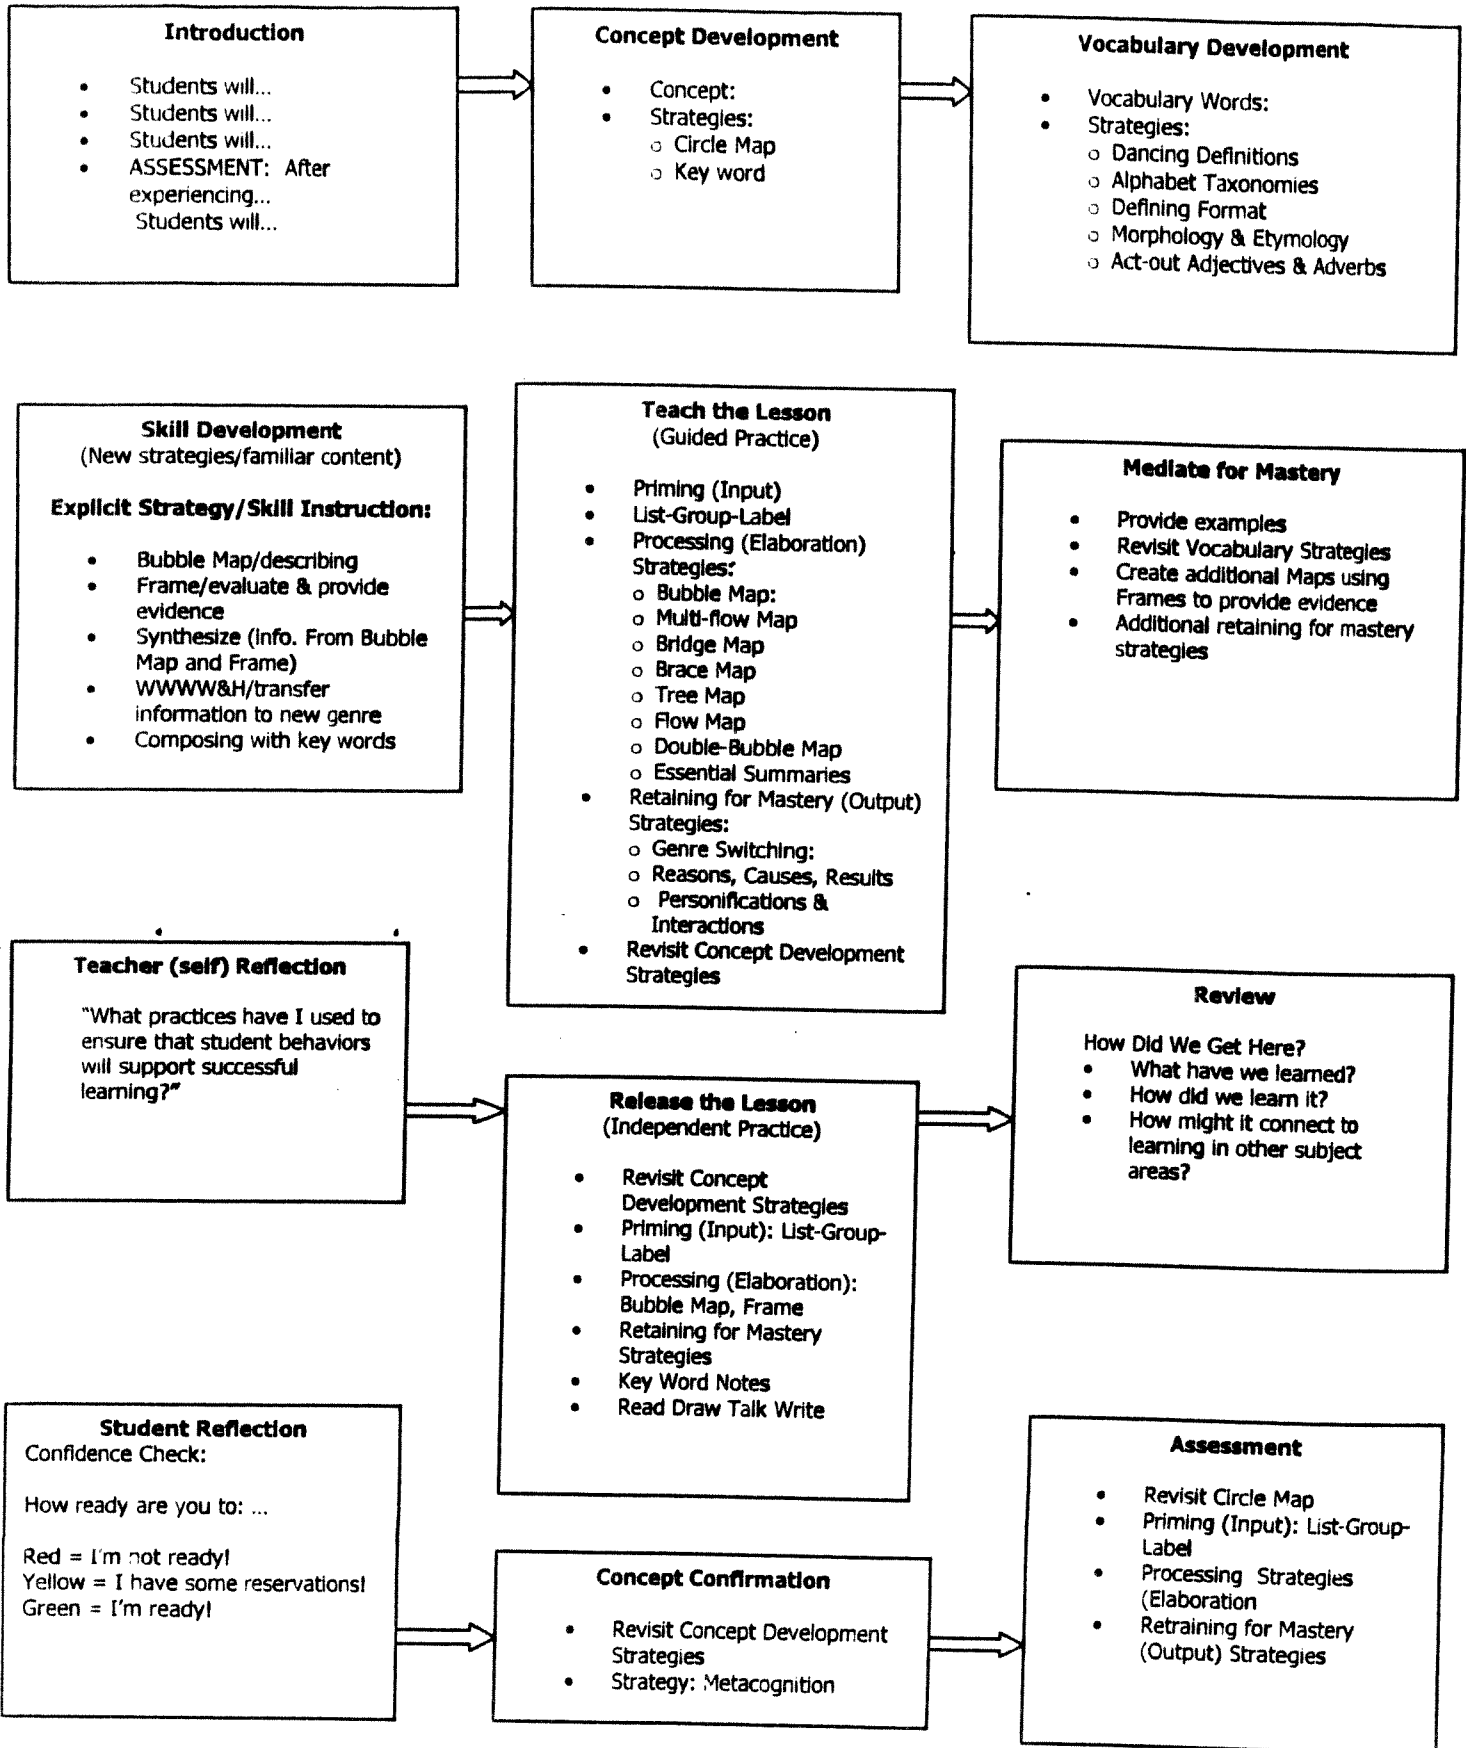 Introduction
• Students will...
• Students will...
• Students will...
• ASSESSMENT: After
experiencing...
Students will...
Concept Development
• Concept:
• Strategies:
o Circle Map
o Key word
Vocabulary Development
• Vocabulary Words:
• Strategies:
o Dancing Definitions
o Alphabet Taxonomies
o Defining Format
o Morphology & Etymology
o Act-out Adjectives & Adverbs
Skill Development
(New strategies/familiar content)
Explicit Strategy/Skill Instruction:
• Bubble Map/describing
• Frame/evaluate & provide
evidence
• Synthesize (info. From Bubble
Map and Frame)
• WWWW&H/transfer
information to new genre
• Composing with key words
Teach the Lesson
(Guided Practice)
• Priming (Input)
• List-Group-Label
• Processing (Elaboration)
Strategies:
o Bubble Map:
o Multi-flow Map
o Bridge Map
o Brace Map
o Tree Map
o Flow Map
o Double-Bubble Map
o Essential Summaries
• Retaining for Mastery (Output)
Strategies:
o Genre Switching:
o Reasons, Causes, Results
o Personifications &
Interactions
• Revisit Concept Development
Strategies
Mediate for Mastery
• Provide examples
• Revisit Vocabulary Strategies
• Create additional Maps using
Frames to provide evidence
• Additional retaining for mastery
strategies
Teacher (self) Reflection
"What practices have I used to
ensure that student behaviors
will support successful
learning?"
Release the Lesson
(Independent Practice)
• Revisit Concept
Development Strategies
• Priming (Input): List-Group-
Label
• Processing (Elaboration):
Bubble Map, Frame
• Retaining for Mastery
Strategies
• Key Word Notes
• Read Draw Talk Write
Review
How Did We Get Here?
• What have we learned?
• How did we learn it?
• How might it connect to
learning in other subject
areas?
Student Reflection
Confidence Check:
How ready are you to: ...
Red = I'm not ready!
Yellow = I have some reservations!
Green = I'm ready!
Concept Confirmation
• Revisit Concept Development
Strategies
• Strategy: Metacognition
Assessment
• Revisit Circle Map
• Priming (Input): List-Group-
Label
• Processing Strategies
(Elaboration
• Retraining for Mastery
(Output) Strategies